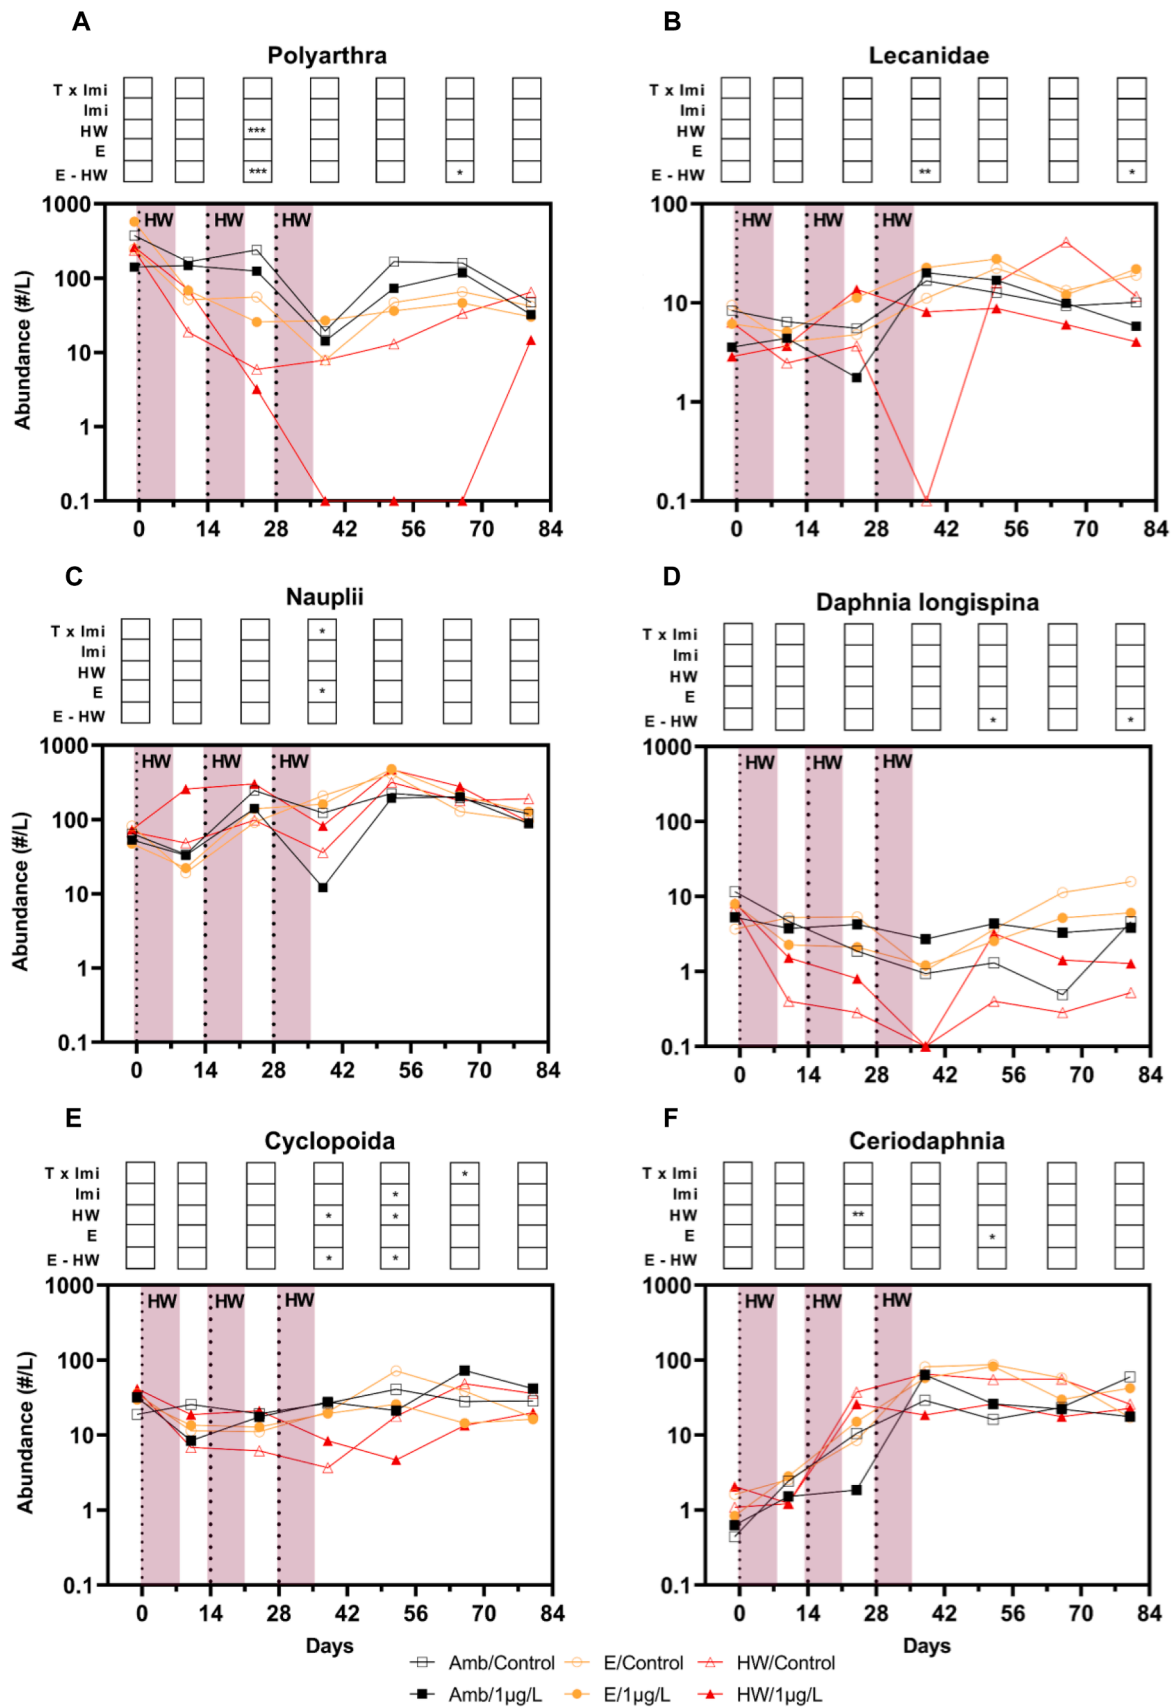 A
B
Polyarthra
Lecanidae
T x Imi
Imi
HW
E
E - HW
***
***
*
T x Imi
Imi
HW
E
E - HW
**
*
Abundance (#/L)
1000
100
10
1
0.1
HW HW HW
0 14 28 42 56 70 84
100
10
1
0.1
HW HW HW
0 14 28 42 56 70 84
C
D
Nauplii
Daphnia longispina
T x Imi
Imi
HW
E
E - HW
*
*
T x Imi
Imi
HW
E
E - HW
*
*
Abundance (#/L)
1000
100
10
1
0.1
HW HW HW
0 14 28 42 56 70 84
1000
100
10
1
0.1
HW HW HW
0 14 28 42 56 70 84
E
F
Cyclopoida
Ceriodaphnia
T x Imi
Imi
HW
E
E - HW
*
*
* *
* *
T x Imi
Imi
HW
E
E - HW
**
*
Abundance (#/L)
1000
100
10
1
0.1
HW HW HW
0 14 28 42 56 70 84
Days
1000
100
10
1
0.1
HW HW HW
0 14 28 42 56 70 84
Days
Amb/Control E/Control HW/Control
Amb/1µg/L E/1µg/L HW/1µg/L